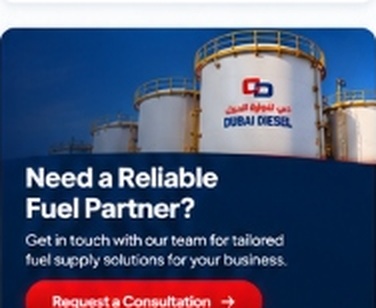 DUBAI DIESEL
Need a Reliable
Fuel Partner?
Get in touch with our team for tailored
fuel supply solutions for your business.
Request a Consultation →